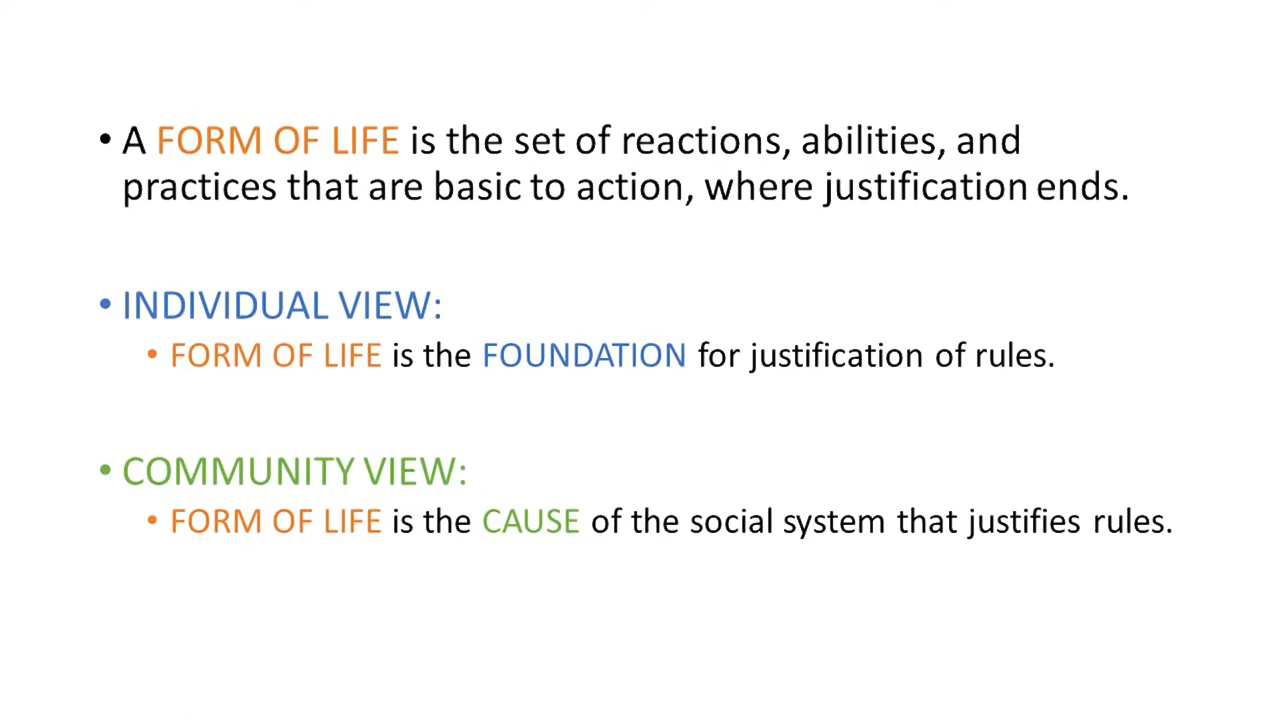 • A FORM OF LIFE is the set of reactions, abilities, and
practices that are basic to action, where justification ends.
• INDIVIDUAL VIEW:
• FORM OF LIFE is the FOUNDATION for justification of rules.
• COMMUNITY VIEW:
• FORM OF LIFE is the CAUSE of the social system that justifies rules.